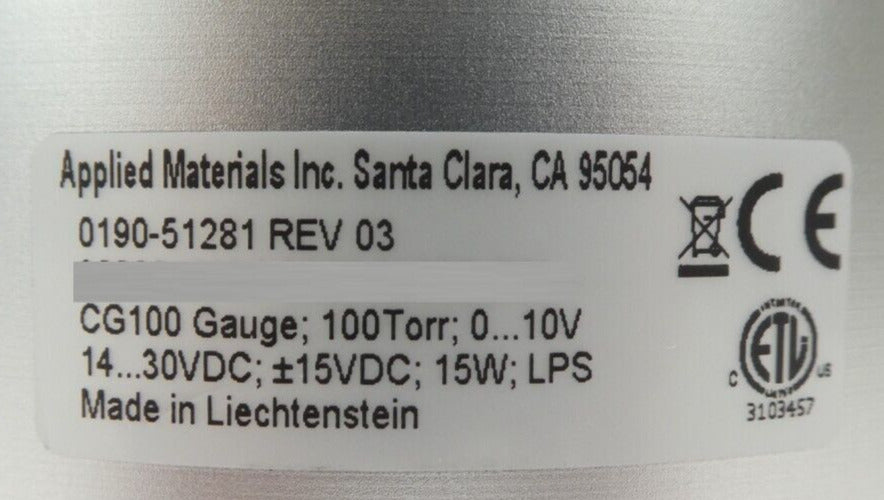 Applied Materials Inc. Santa Clara, CA 95054
0190-51281 REV 03
CG100 Gauge; 100Torr; 0...10V
14...30VDC; ±15VDC; 15W; LPS
Made in Liechtenstein
CE
ETL
C US
3103457